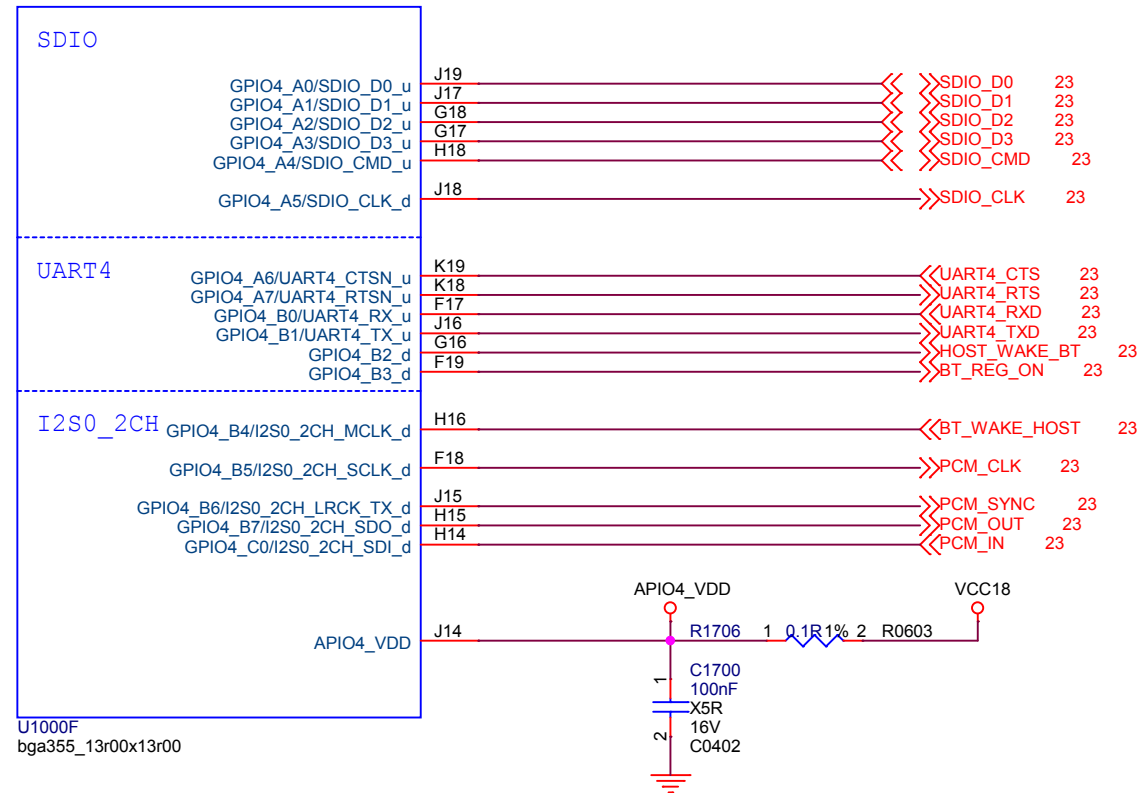 SDIO
GPIO4_A0/SDIO_D0_u J19 SDIO_D0 23
GPIO4_A1/SDIO_D1_u J17 SDIO_D1 23
GPIO4_A2/SDIO_D2_u G18 SDIO_D2 23
GPIO4_A3/SDIO_D3_u G17 SDIO_D3 23
GPIO4_A4/SDIO_CMD_u H18 SDIO_CMD 23
GPIO4_A5/SDIO_CLK_d J18 SDIO_CLK 23
UART4
GPIO4_A6/UART4_CTSN_u K19 UART4_CTS 23
GPIO4_A7/UART4_RTSN_u K18 UART4_RTS 23
GPIO4_B0/UART4_RX_u F17 UART4_RXD 23
GPIO4_B1/UART4_TX_u J16 UART4_TXD 23
GPIO4_B2_d G16 HOST_WAKE_BT 23
GPIO4_B3_d F19 BT_REG_ON 23
I2S0_2CH GPIO4_B4/I2S0_2CH_MCLK_d H16 BT_WAKE_HOST 23
GPIO4_B5/I2S0_2CH_SCLK_d F18 PCM_CLK 23
GPIO4_B6/I2S0_2CH_LRCK_TX_d J15 PCM_SYNC 23
GPIO4_B7/I2S0_2CH_SDO_d H15 PCM_OUT 23
GPIO4_C0/I2S0_2CH_SDI_d H14 PCM_IN 23
APIO4_VDD VCC18
APIO4_VDD J14 R1706 1 0.1R 1% 2 R0603
C1700
1 100nF
X5R
16V
2 C0402
U1000F
bga355_13r00x13r00